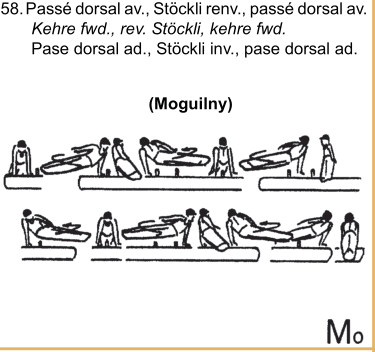 58. Passé dorsal av., Stöckli renv., passé dorsal av.
Kehre fwd., rev. Stöckli, kehre fwd.
Pase dorsal ad., Stöckli inv., pase dorsal ad.
(Moguilny)
Mo